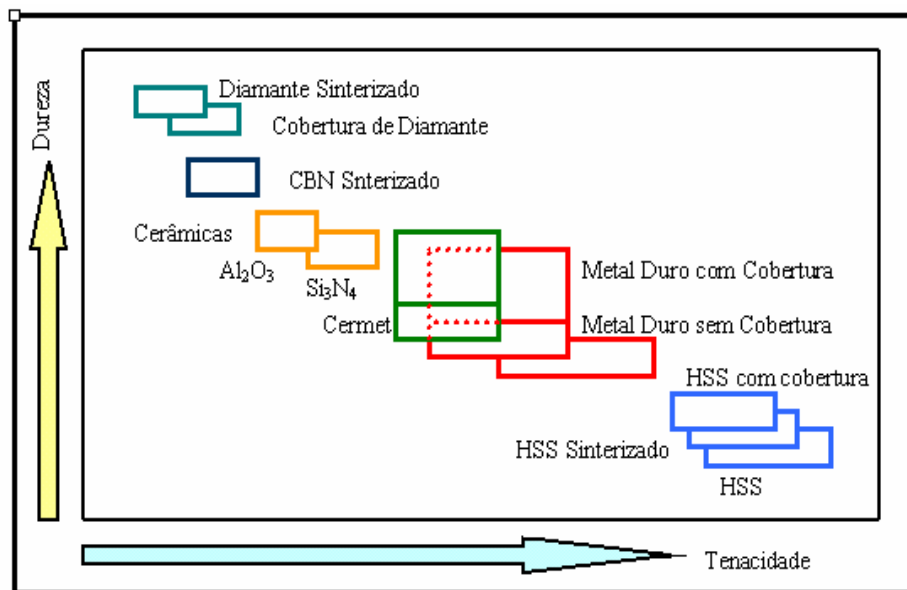 Dureza
Diamante Sinterizado
Cobertura de Diamante
CBN Snterizado
Cerâmicas
Al₂O₃
Si₃N₄
Metal Duro com Cobertura
Cermet
Metal Duro sem Cobertura
HSS com cobertura
HSS Sinterizado
HSS
Tenacidade